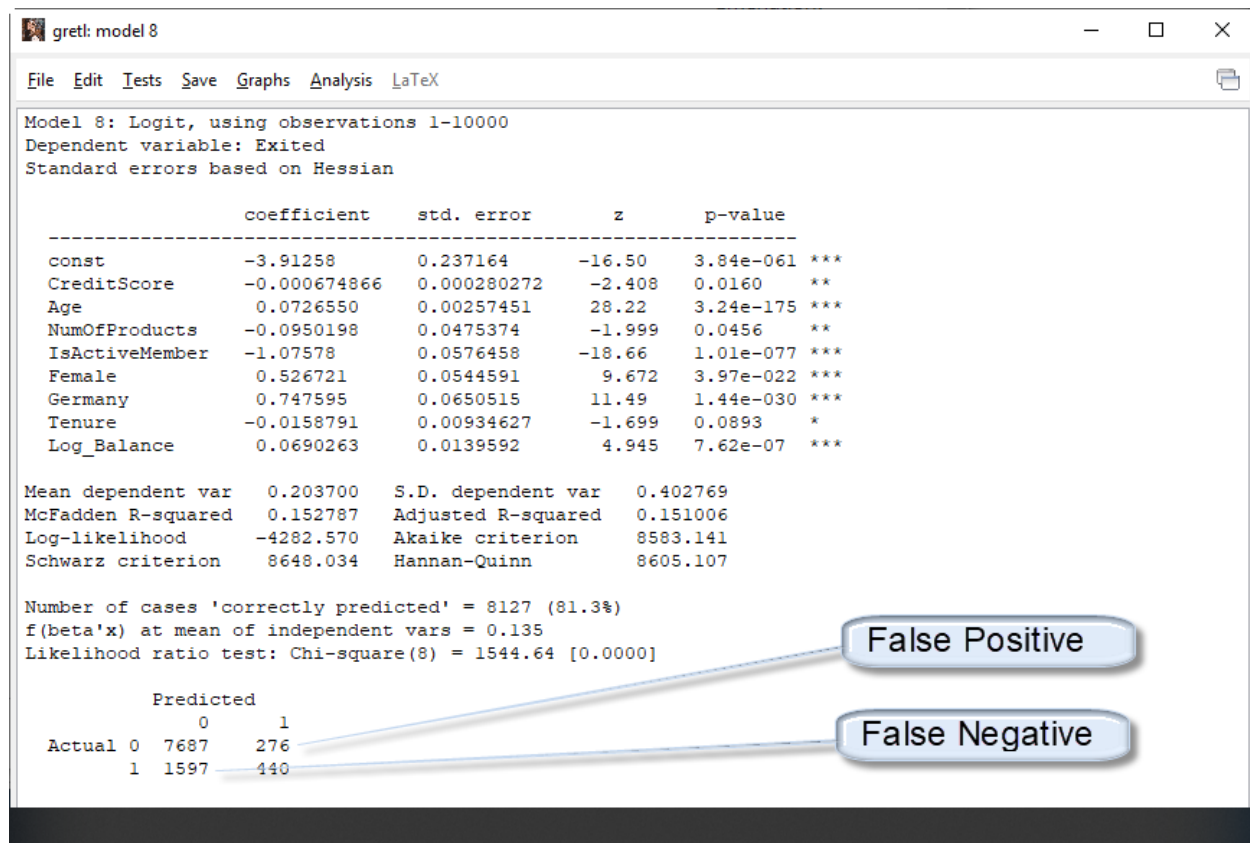 gretl: model 8
File Edit Tests Save Graphs Analysis LaTeX
Model 8: Logit, using observations 1-10000
Dependent variable: Exited
Standard errors based on Hessian
coefficient std. error z p-value
const -3.91258 0.237164 -16.50 3.84e-061 ***
CreditScore -0.000674866 0.000280272 -2.408 0.0160 **
Age 0.0726550 0.00257451 28.22 3.24e-175 ***
NumOfProducts -0.0950198 0.0475374 -1.999 0.0456 **
IsActiveMember -1.07578 0.0576458 -18.66 1.01e-077 ***
Female 0.526721 0.0544591 9.672 3.97e-022 ***
Germany 0.747595 0.0650515 11.49 1.44e-030 ***
Tenure -0.0158791 0.00934627 -1.699 0.0893 *
Log_Balance 0.0690263 0.0139592 4.945 7.62e-07 ***
Mean dependent var 0.203700 S.D. dependent var 0.402769
McFadden R-squared 0.152787 Adjusted R-squared 0.151006
Log-likelihood -4282.570 Akaike criterion 8583.141
Schwarz criterion 8648.034 Hannan-Quinn 8605.107
Number of cases 'correctly predicted' = 8127 (81.3%)
f(beta'x) at mean of independent vars = 0.135
Likelihood ratio test: Chi-square(8) = 1544.64 [0.0000]
False Positive
Predicted
0 1
Actual 0 7687 276
False Negative
1 1597 440